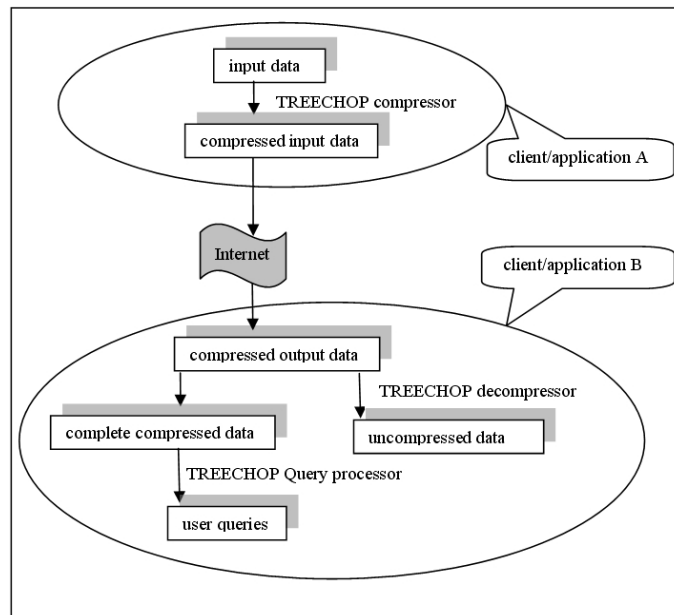 input data
TREECHOP compressor
compressed input data
client/application A
Internet
client/application B
compressed output data
TREECHOP decompressor
complete compressed data
uncompressed data
TREECHOP Query processor
user queries